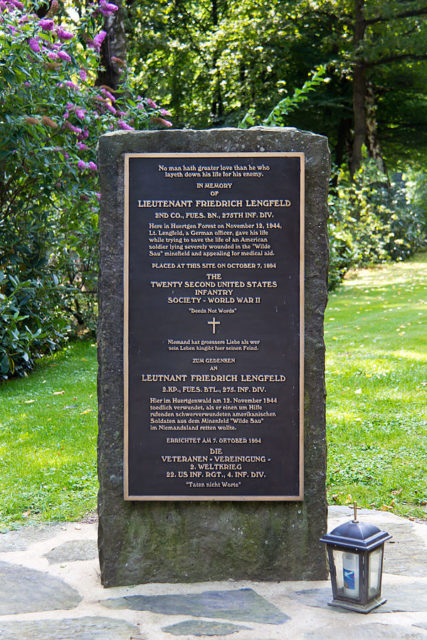 No man hath greater love than he who
layeth down his life for his enemy.
IN MEMORY
OF
LIEUTENANT FRIEDRICH LENGFELD
2ND CO., FUES. BN., 275TH INF. DIV.
Here in Huertgen Forest on November 12, 1944,
Lt. Lengfeld, a German officer, gave his life
while trying to save the life of an American
soldier lying severely wounded in the "Wilde
Sau" minefield and appealing for medical aid.
PLACED AT THIS SITE ON OCTOBER 7, 1994
THE
TWENTY SECOND UNITED STATES
INFANTRY
SOCIETY - WORLD WAR II
"Deeds Not Words"
Niemand hat groessere Liebe als wer
sein Leben hingibt fuer seinen Feind.
ZUM GEDENKEN
AN
LEUTNANT FRIEDRICH LENGFELD
2.KP., FUES. BTL., 275. INF. DIV.
Hier im Huertgenwald am 12. November 1944
toedlich verwundet, als er einen um Hilfe
rufenden schwerverwundeten amerikanischen
Soldaten aus dem Minenfeld "Wilde Sau"
im Niemandsland retten wollte.
ERRICHTET AM 7. OKTOBER 1994
DIE
VETERANEN - VEREINIGUNG -
2. WELTKRIEG
22. US INF. RGT., 4. INF. DIV.
"Taten nicht Worte"